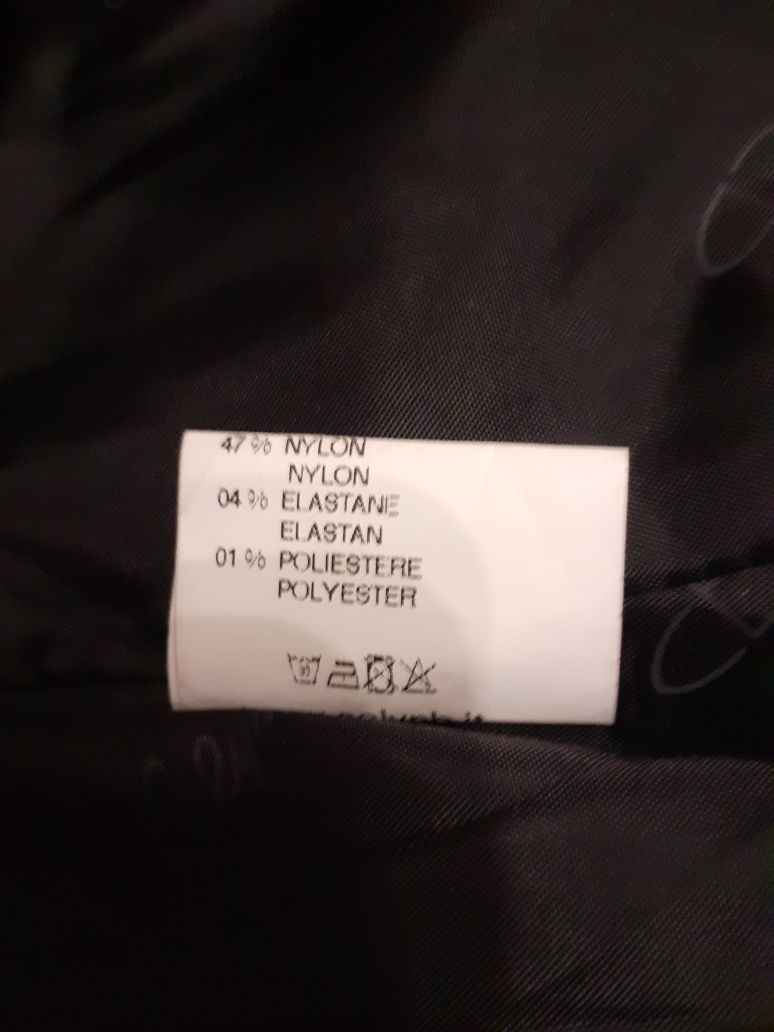 47% NYLON
NYLON
04% ELASTANE
ELASTAN
01% POLIESTERE
POLYESTER